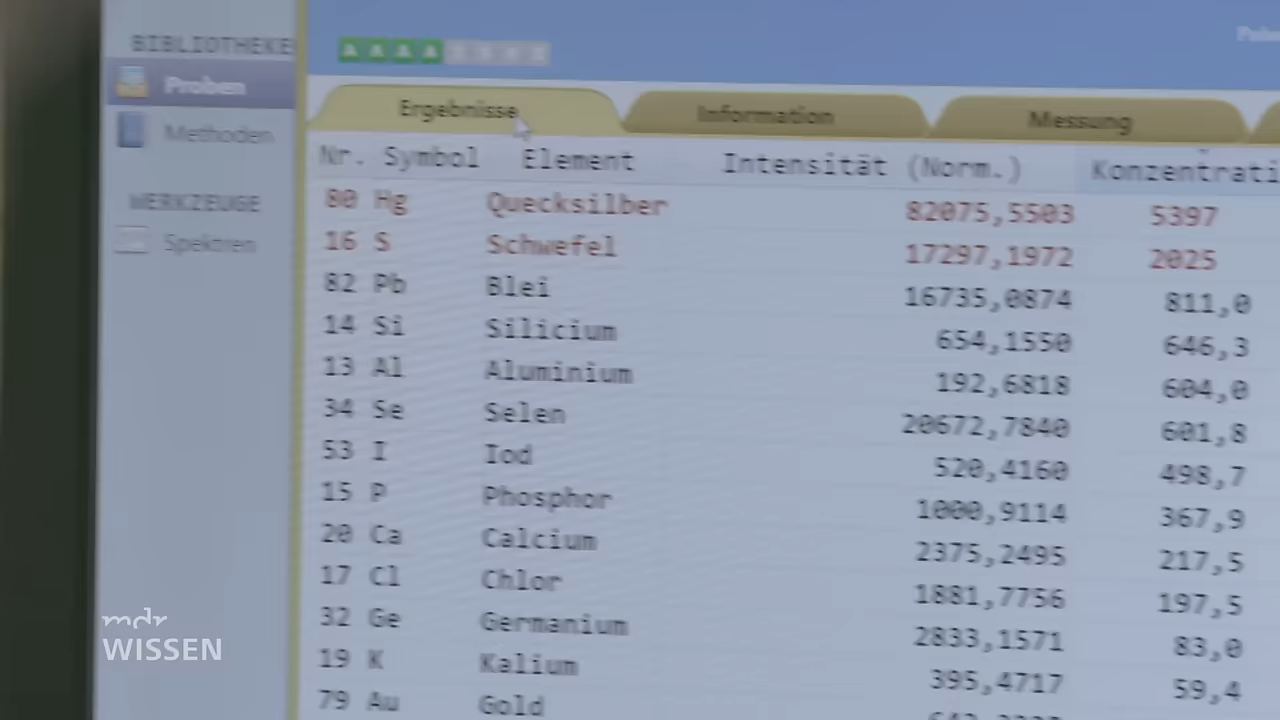 BIBLIOTHEKE
Proben
Methoden
WERKZEUGE
Spektren
Ergebnisse Information Messung
Nr. Symbol Element Intensität (Norm.) Konzentrati
80 Hg Quecksilber 82075,5503 5397
16 S Schwefel 17297,1972 2025
82 Pb Blei 16735,0874 811,0
14 Si Silicium 654,1550 646,3
13 Al Aluminium 192,6818 604,0
34 Se Selen 20672,7840 601,8
53 I Iod 520,4160 498,7
15 P Phosphor 1000,9114 367,9
20 Ca Calcium 2375,2495 217,5
17 Cl Chlor 1881,7756 197,5
32 Ge Germanium 2833,1571 83,0
19 K Kalium 395,4717 59,4
79 Au Gold
mdr
WISSEN